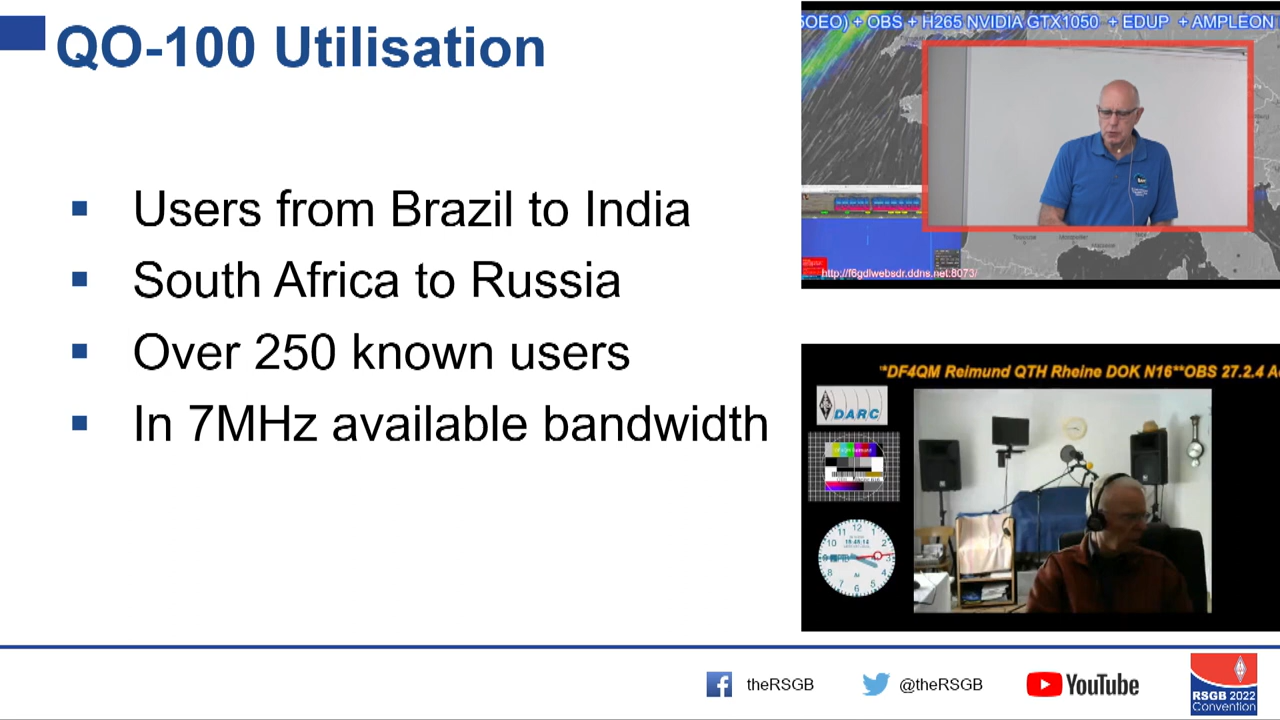 QO-100 Utilisation
Users from Brazil to India
South Africa to Russia
Over 250 known users
In 7MHz available bandwidth
5OEO) + OBS + H265 NVIDIA GTX1050 + EDUP + AMPLEON
http://f6gdlwebsdr.ddns.net:8073/
**DF4QM Reimund QTH Rheine DOK N16**OBS 27.2.4 A
DARC
theRSGB
@theRSGB
YouTube
RSGB 2022
Convention